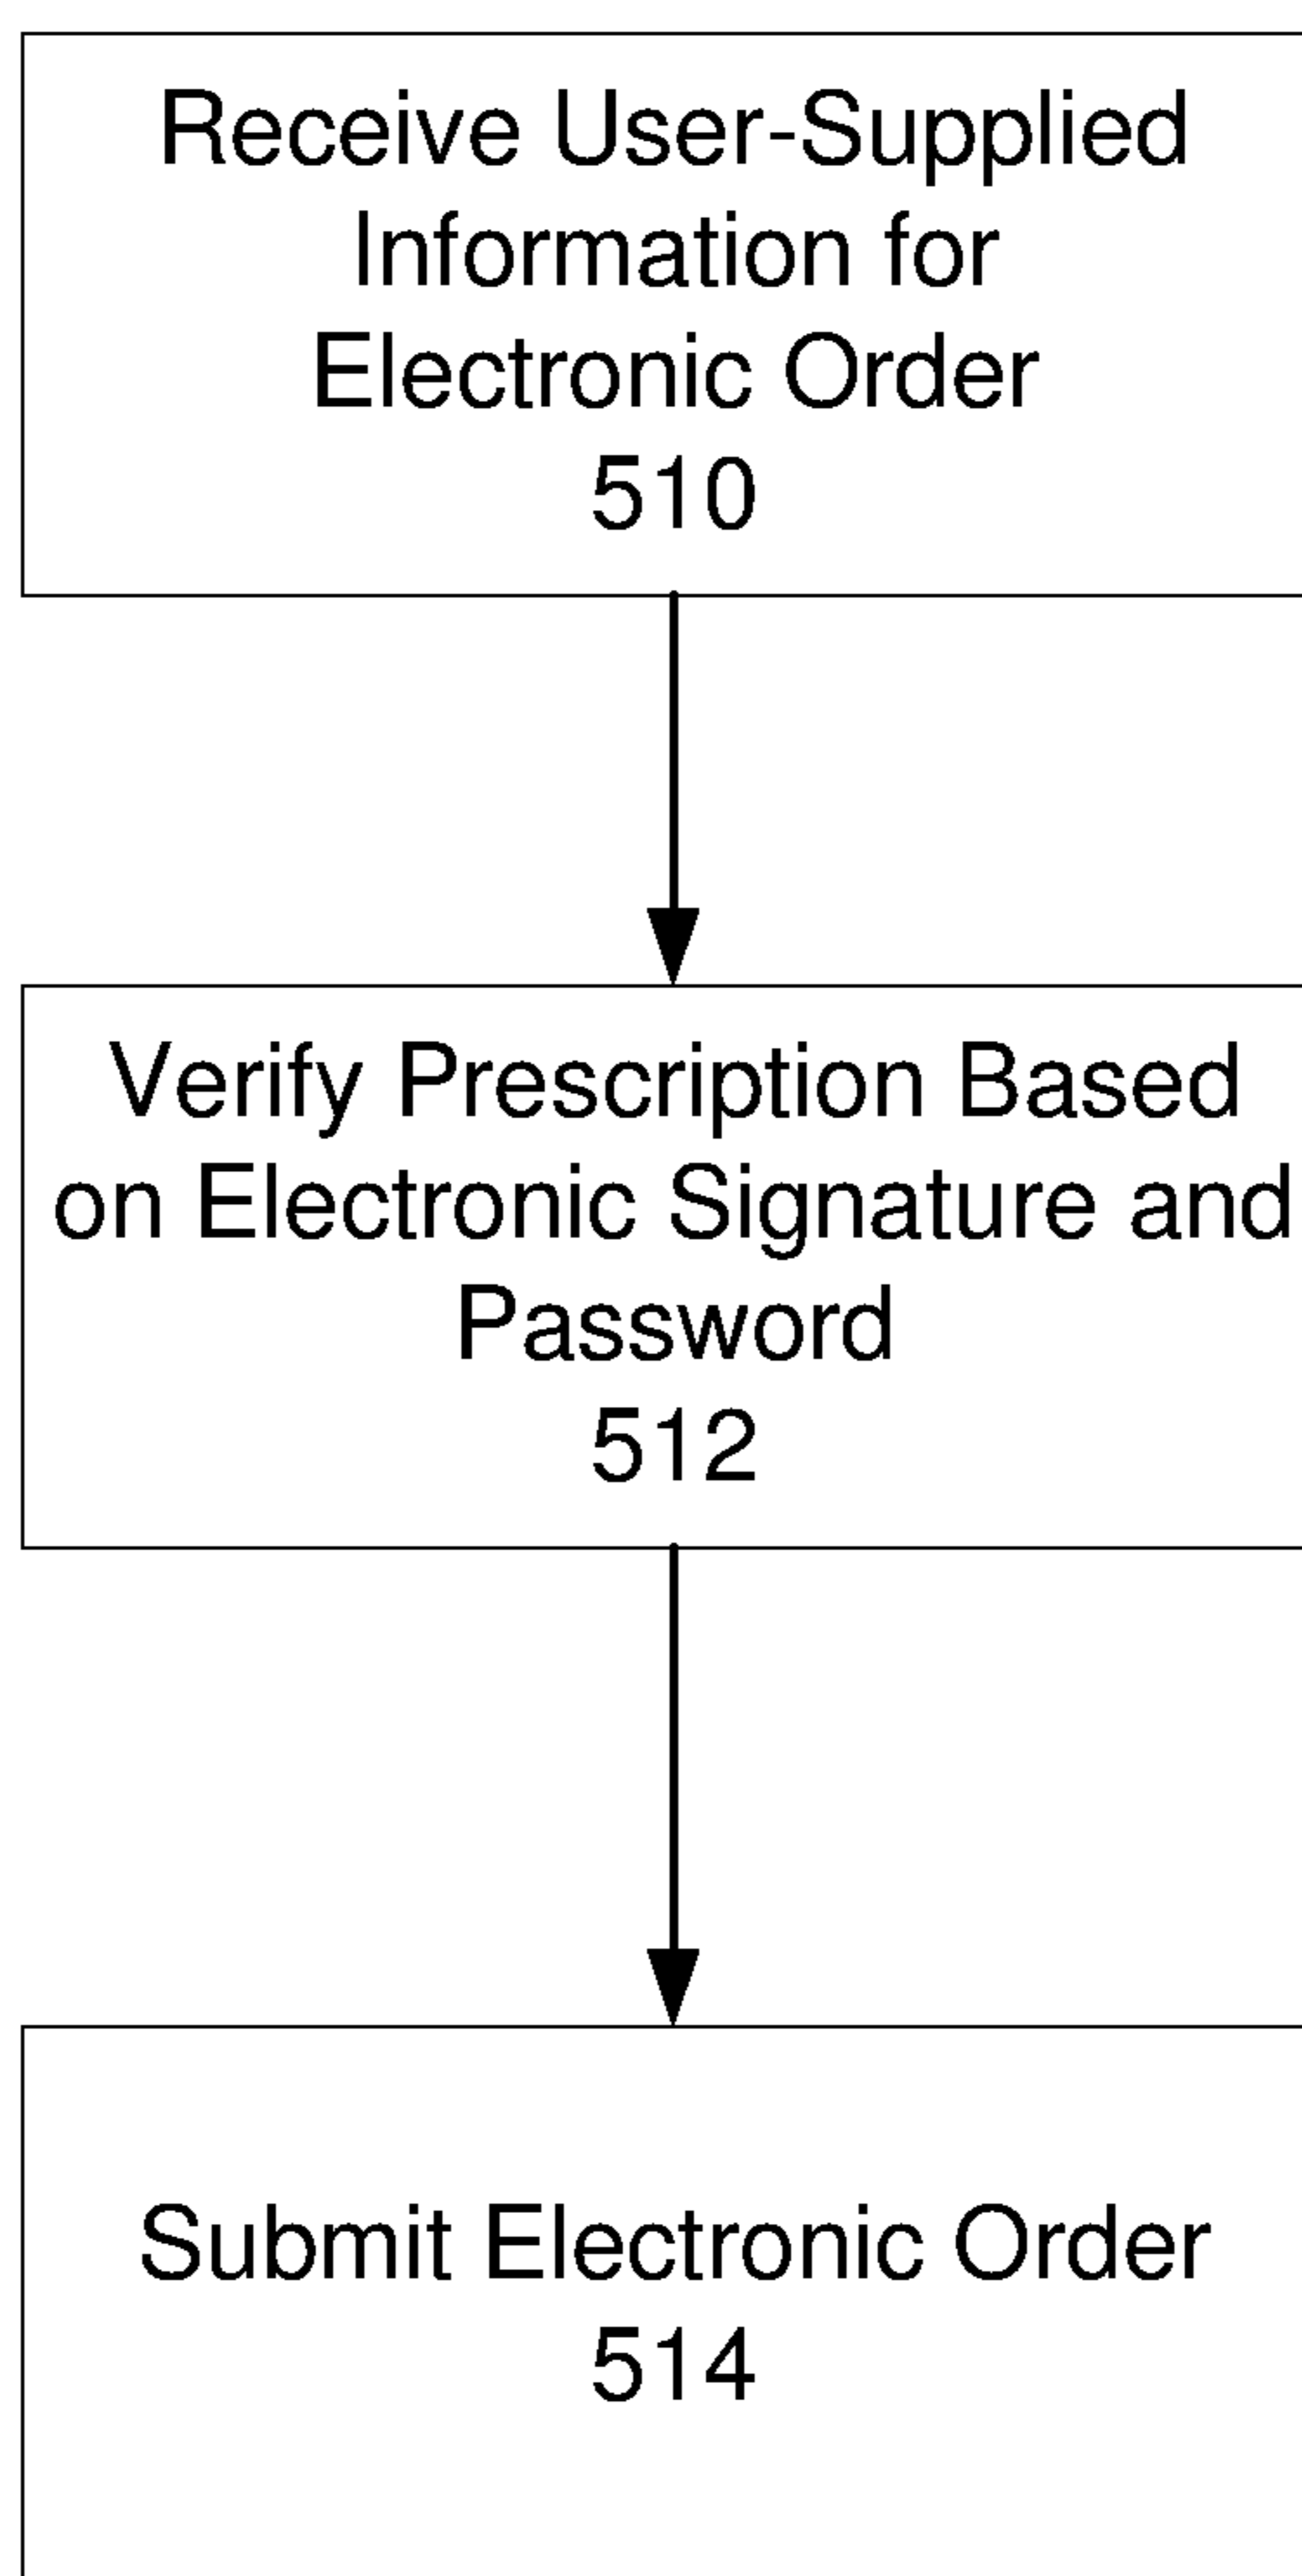 Receive User-Supplied
Information for
Electronic Order
510
Verify Prescription Based
on Electronic Signature and
Password
512
Submit Electronic Order
514